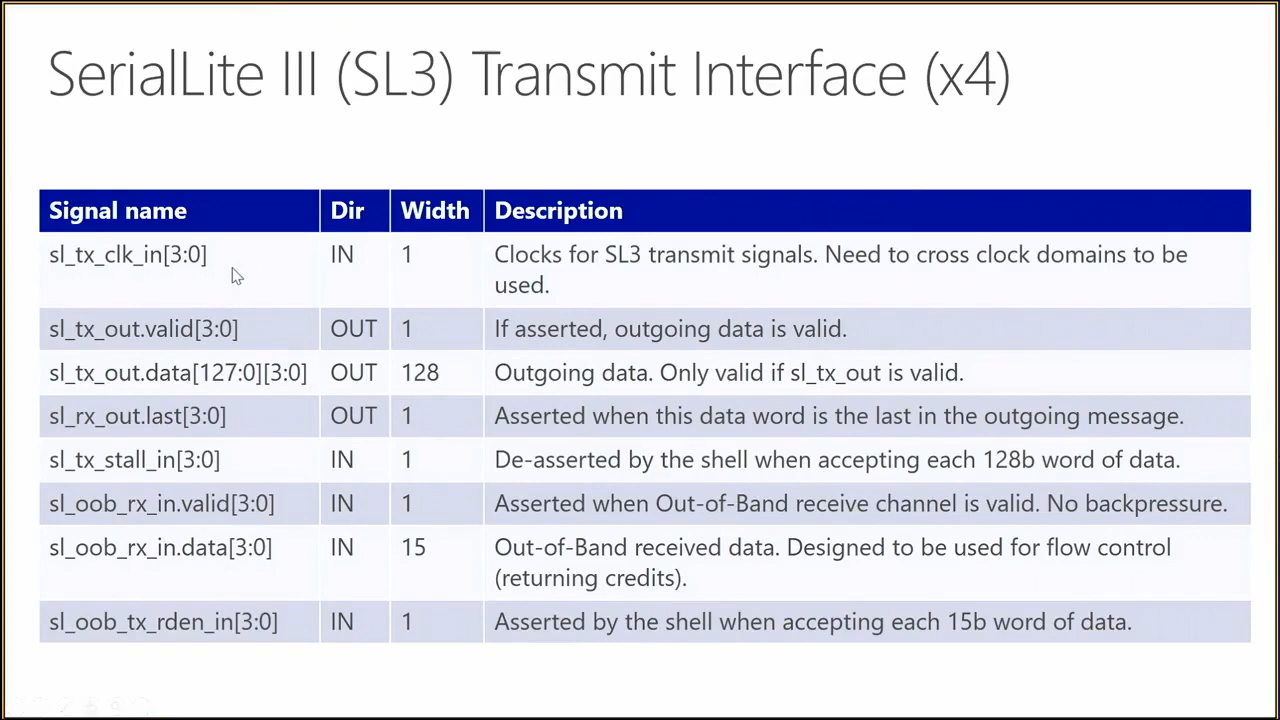 SerialLite III (SL3) Transmit Interface (x4)
Signal name Dir Width Description
sl_tx_clk_in[3:0] IN 1 Clocks for SL3 transmit signals. Need to cross clock domains to be
used.
sl_tx_out.valid[3:0] OUT 1 If asserted, outgoing data is valid.
sl_tx_out.data[127:0][3:0] OUT 128 Outgoing data. Only valid if sl_tx_out is valid.
sl_rx_out.last[3:0] OUT 1 Asserted when this data word is the last in the outgoing message.
sl_tx_stall_in[3:0] IN 1 De-asserted by the shell when accepting each 128b word of data.
sl_oob_rx_in.valid[3:0] IN 1 Asserted when Out-of-Band receive channel is valid. No backpressure.
sl_oob_rx_in.data[3:0] IN 15 Out-of-Band received data. Designed to be used for flow control
(returning credits).
sl_oob_tx_rden_in[3:0] IN 1 Asserted by the shell when accepting each 15b word of data.